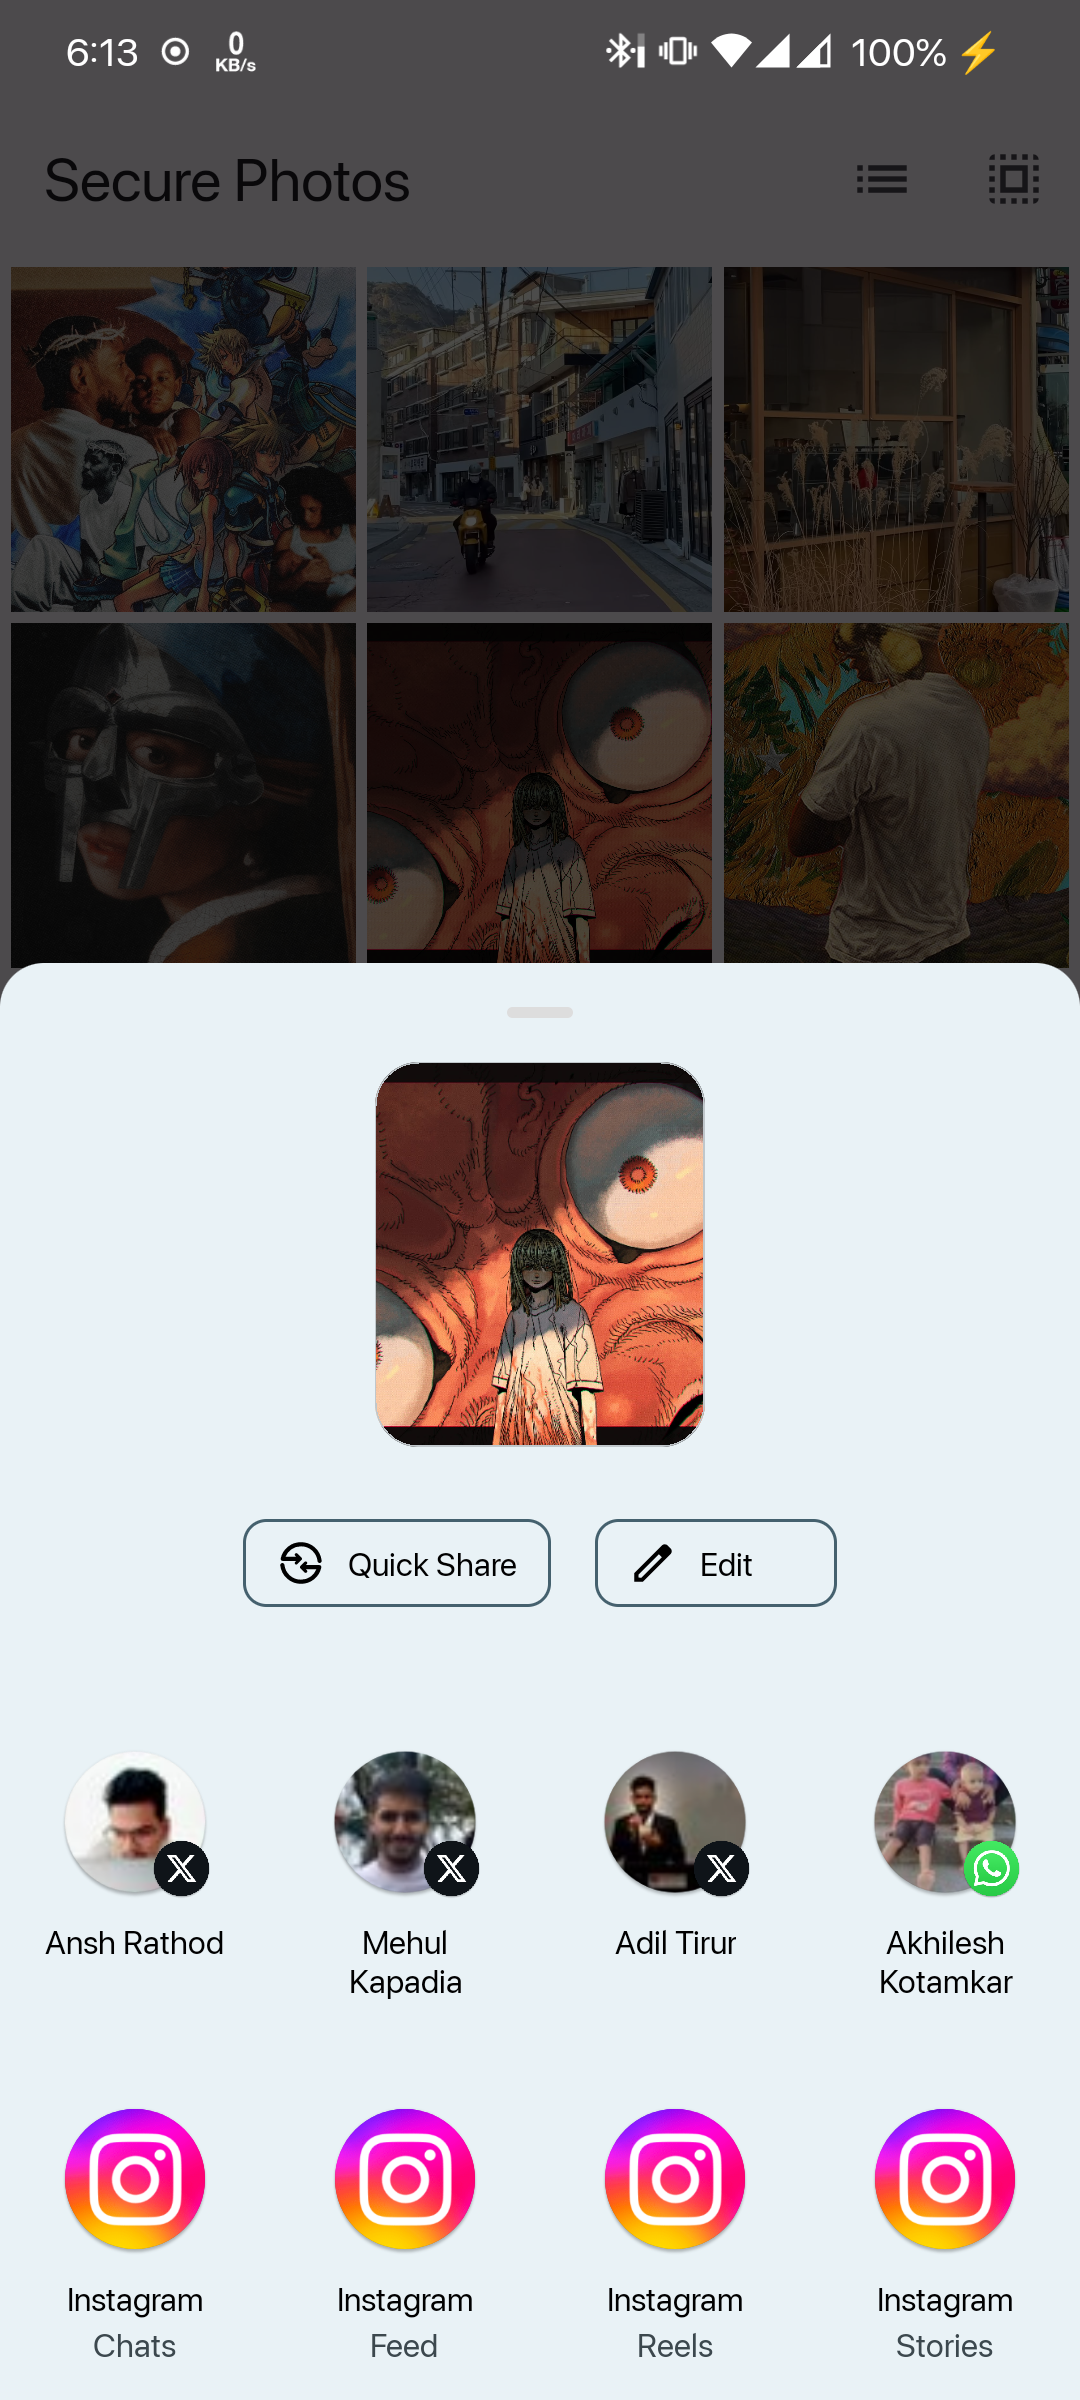 6:13 0 KB/s 100%
Secure Photos
Quick Share Edit
Ansh Rathod Mehul Kapadia Adil Tirur Akhilesh Kotamkar
Instagram Instagram Instagram Instagram
Chats Feed Reels Stories